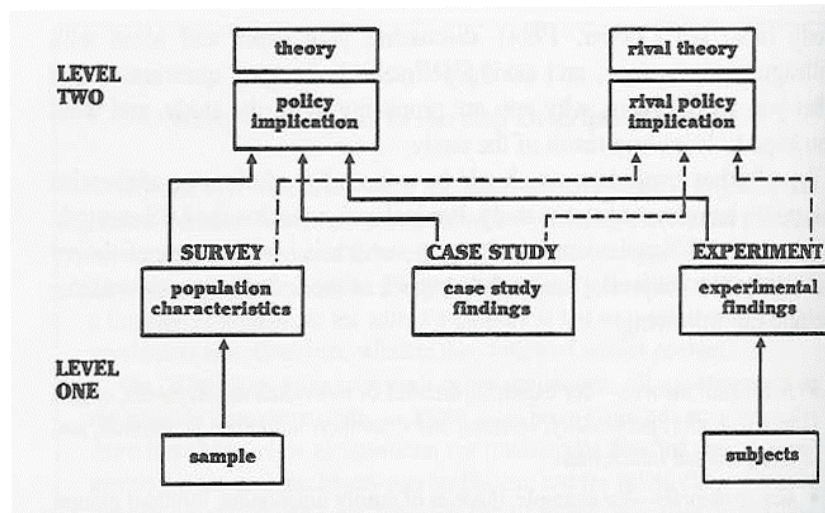 theory
rival theory
LEVEL
TWO
policy
implication
rival policy
implication
SURVEY
CASE STUDY
EXPERIMENT
population
characteristics
case study
findings
experimental
findings
LEVEL
ONE
sample
subjects